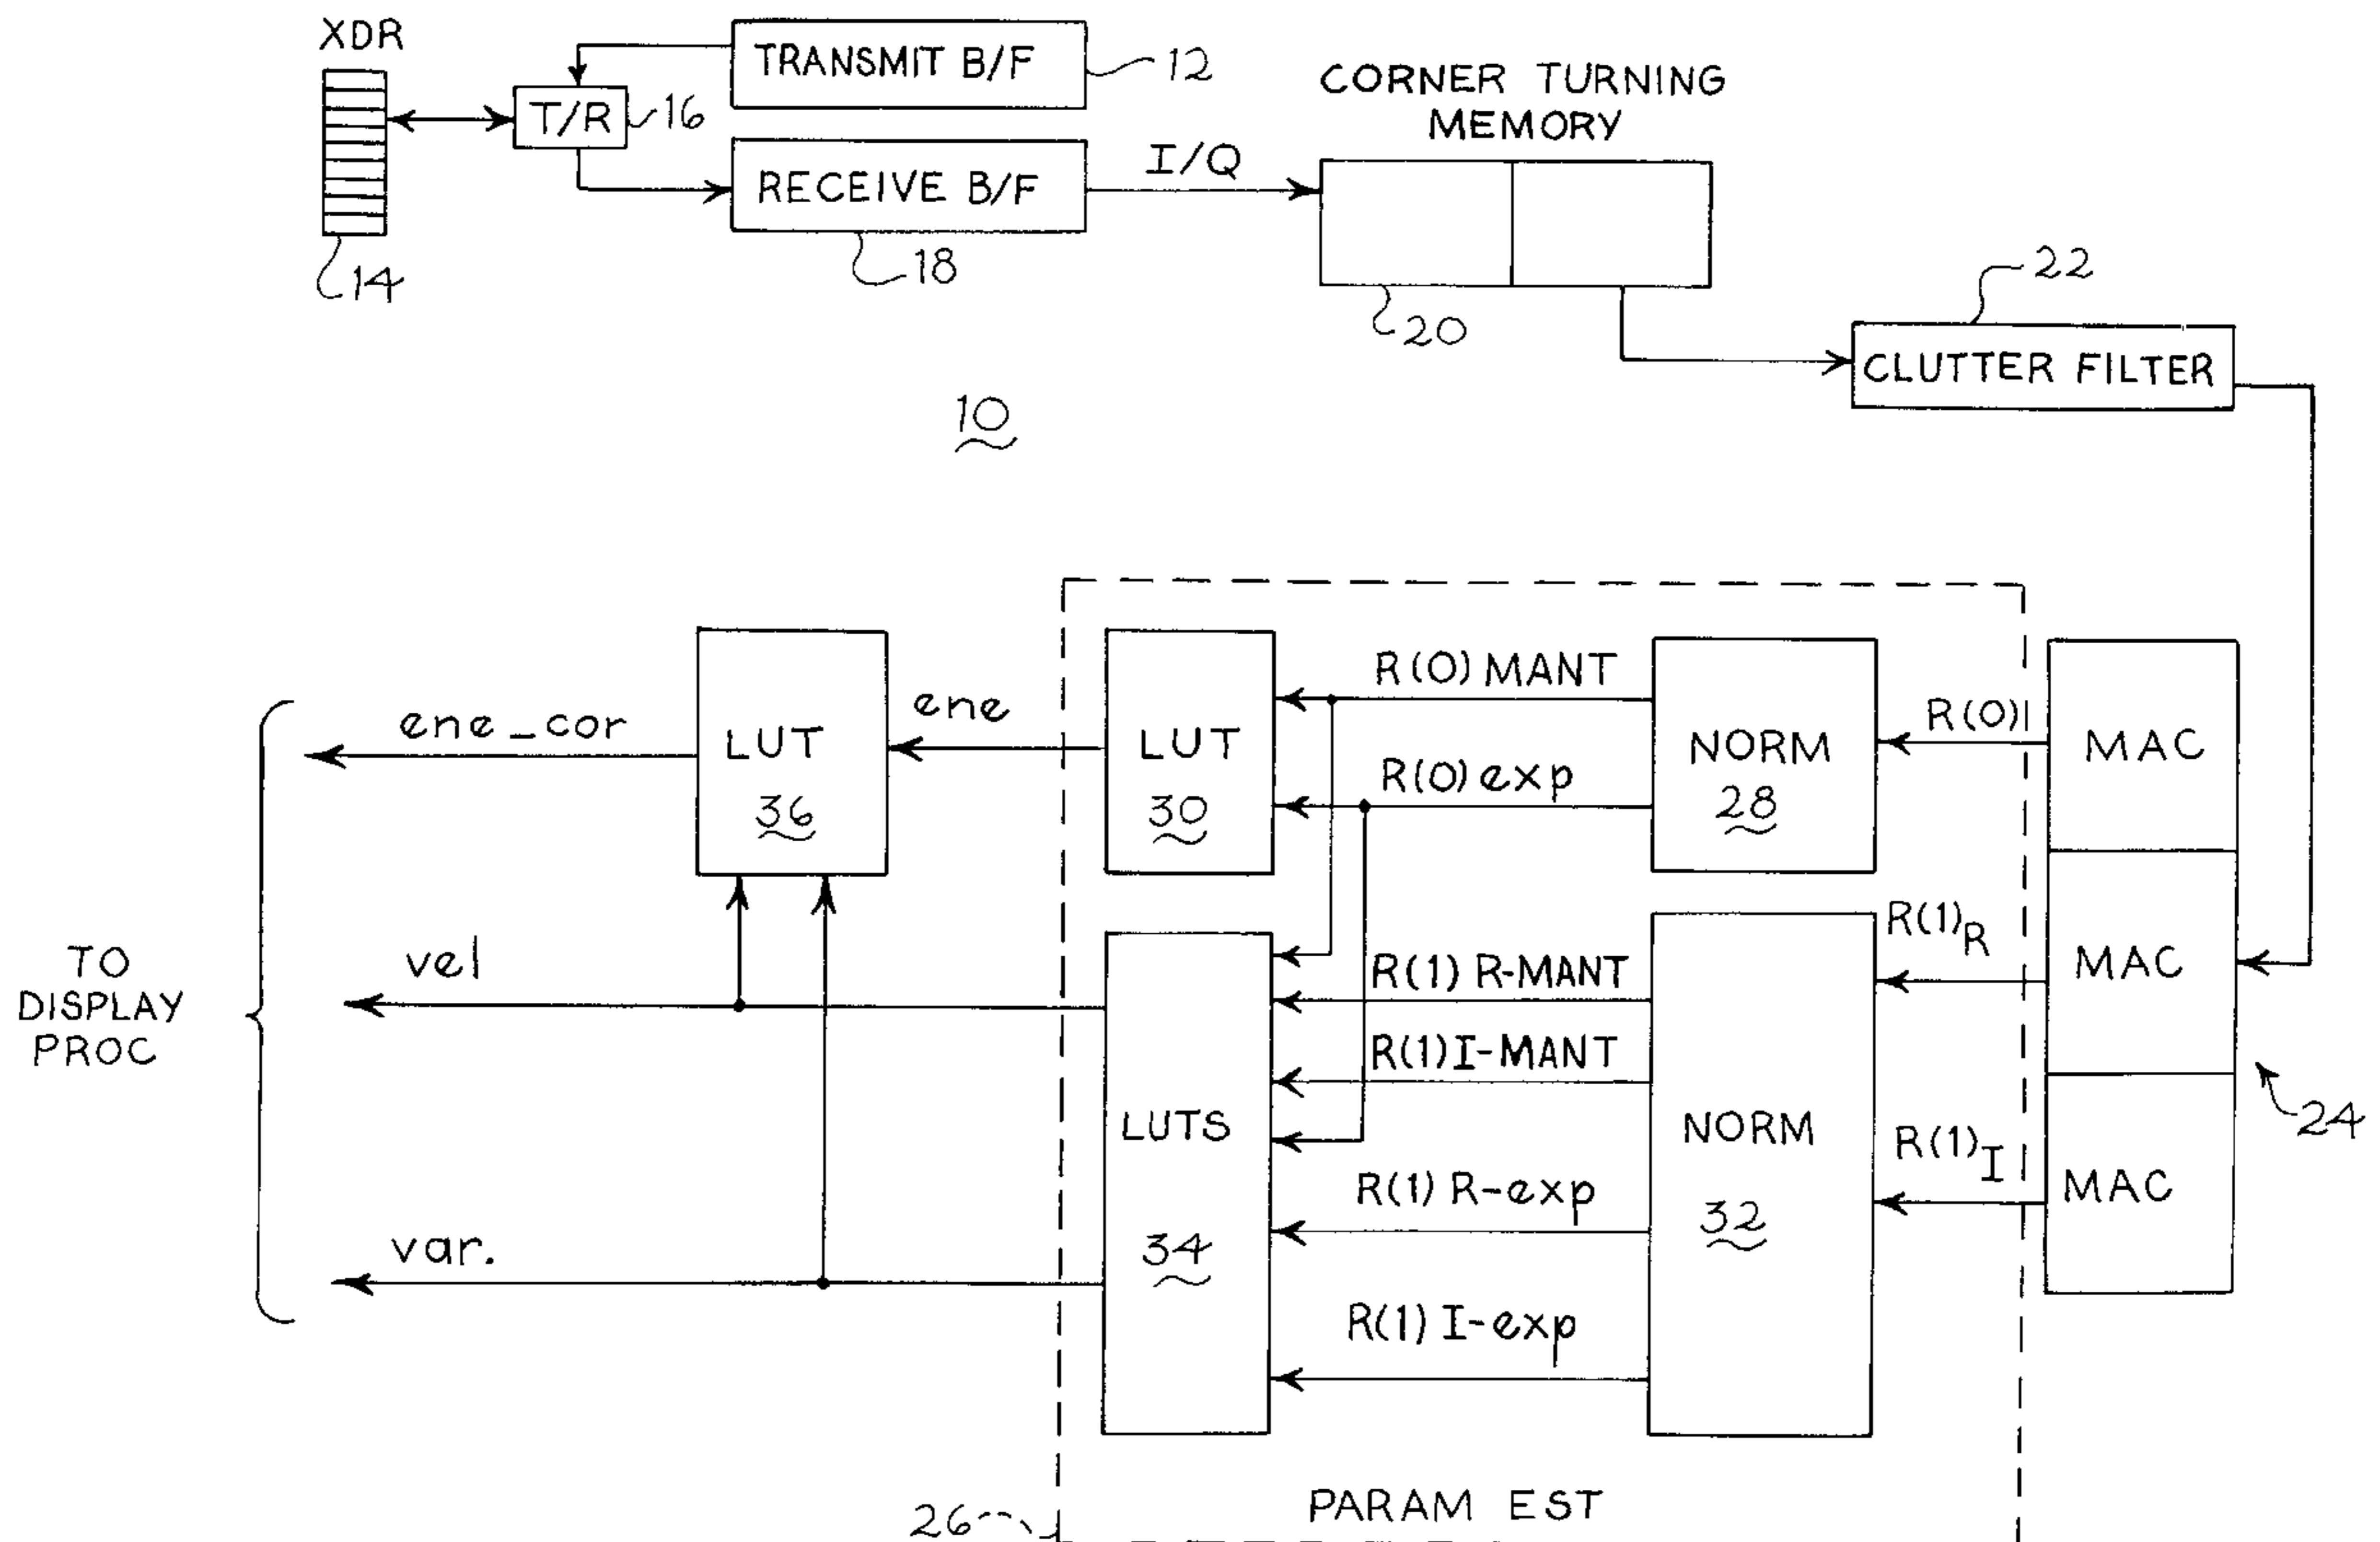 XDR
TRANSMIT B/F
12
T/R
16
RECEIVE B/F
I/Q
CORNER TURNING
MEMORY
14
18
20
22
CLUTTER FILTER
10
R(0) MANT
R(0)
ene_cor
ene
LUT
36
LUT
30
R(0) exp
NORM
28
MAC
TO
DISPLAY
PROC
vel
R(1) R-MANT
R(1)R
MAC
R(1) I-MANT
LUTS
34
NORM
32
24
R(1) R-exp
R(1)I
MAC
var.
R(1) I-exp
26
PARAM EST